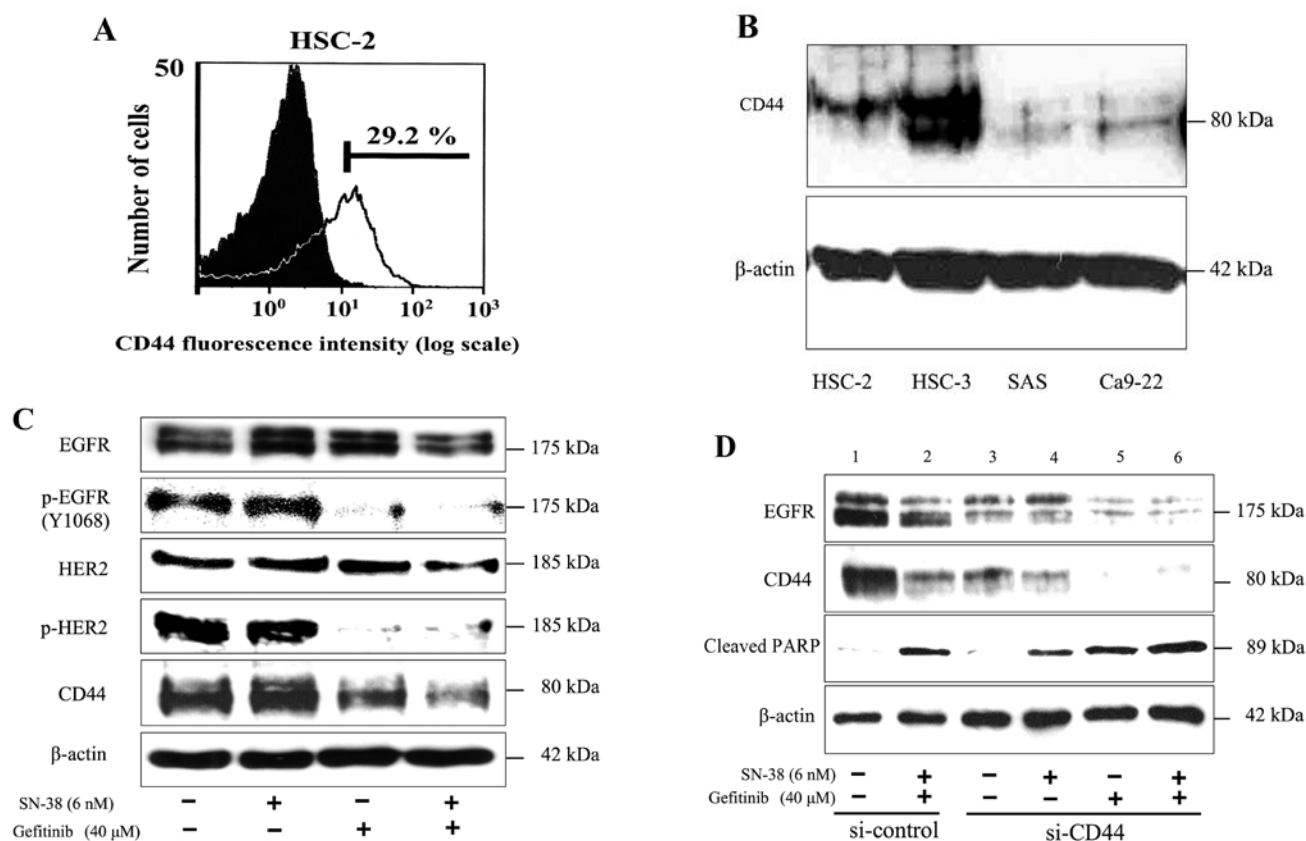 A
HSC-2
50
29.2 %
Number of cells
10⁰ 10¹ 10² 10³
CD44 fluorescence intensity (log scale)
B
CD44
80 kDa
β-actin
42 kDa
HSC-2 HSC-3 SAS Ca9-22
C
EGFR
175 kDa
p-EGFR
(Y1068)
175 kDa
HER2
185 kDa
p-HER2
185 kDa
CD44
80 kDa
β-actin
42 kDa
SN-38 (6 nM) − + − +
Gefitinib (40 μM) − − + +
D
1 2 3 4 5 6
EGFR
175 kDa
CD44
80 kDa
Cleaved PARP
89 kDa
β-actin
42 kDa
SN-38 (6 nM) − + − + − +
Gefitinib (40 μM) − + − − + +
si-control si-CD44